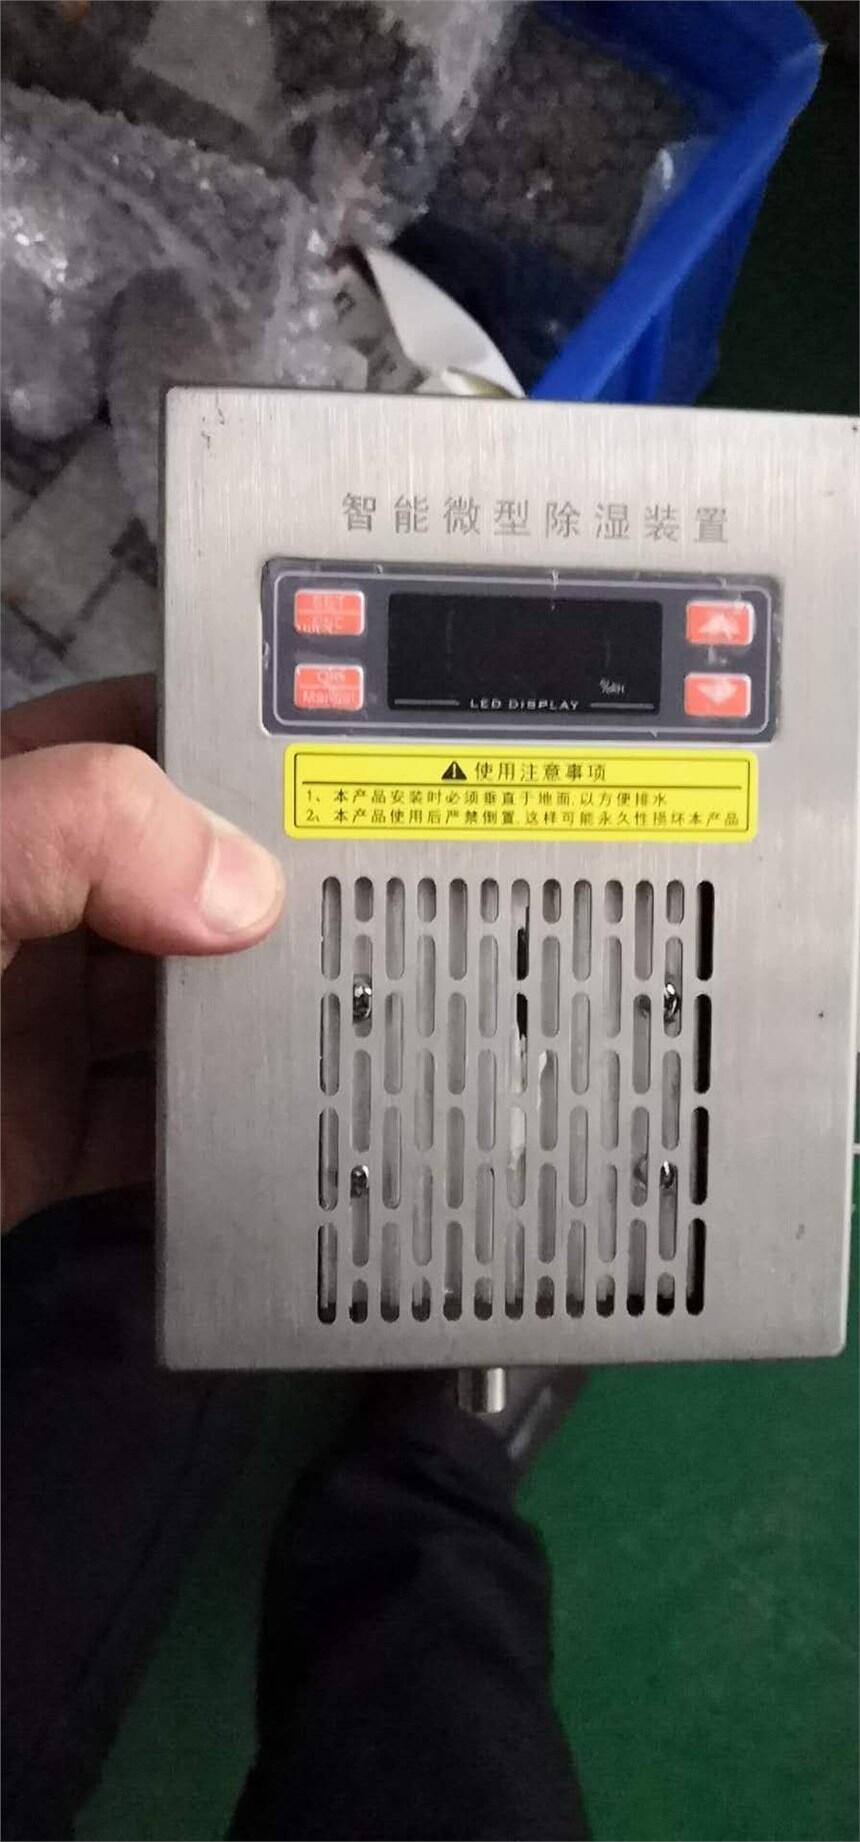 智能微型除湿装置
SET
Manual
%RH
LED DISPLAY
使用注意事项
1、本产品安装时必须垂直于地面,以方便排水
2、本产品使用后严禁倒置,这样可能永久性损坏本产品